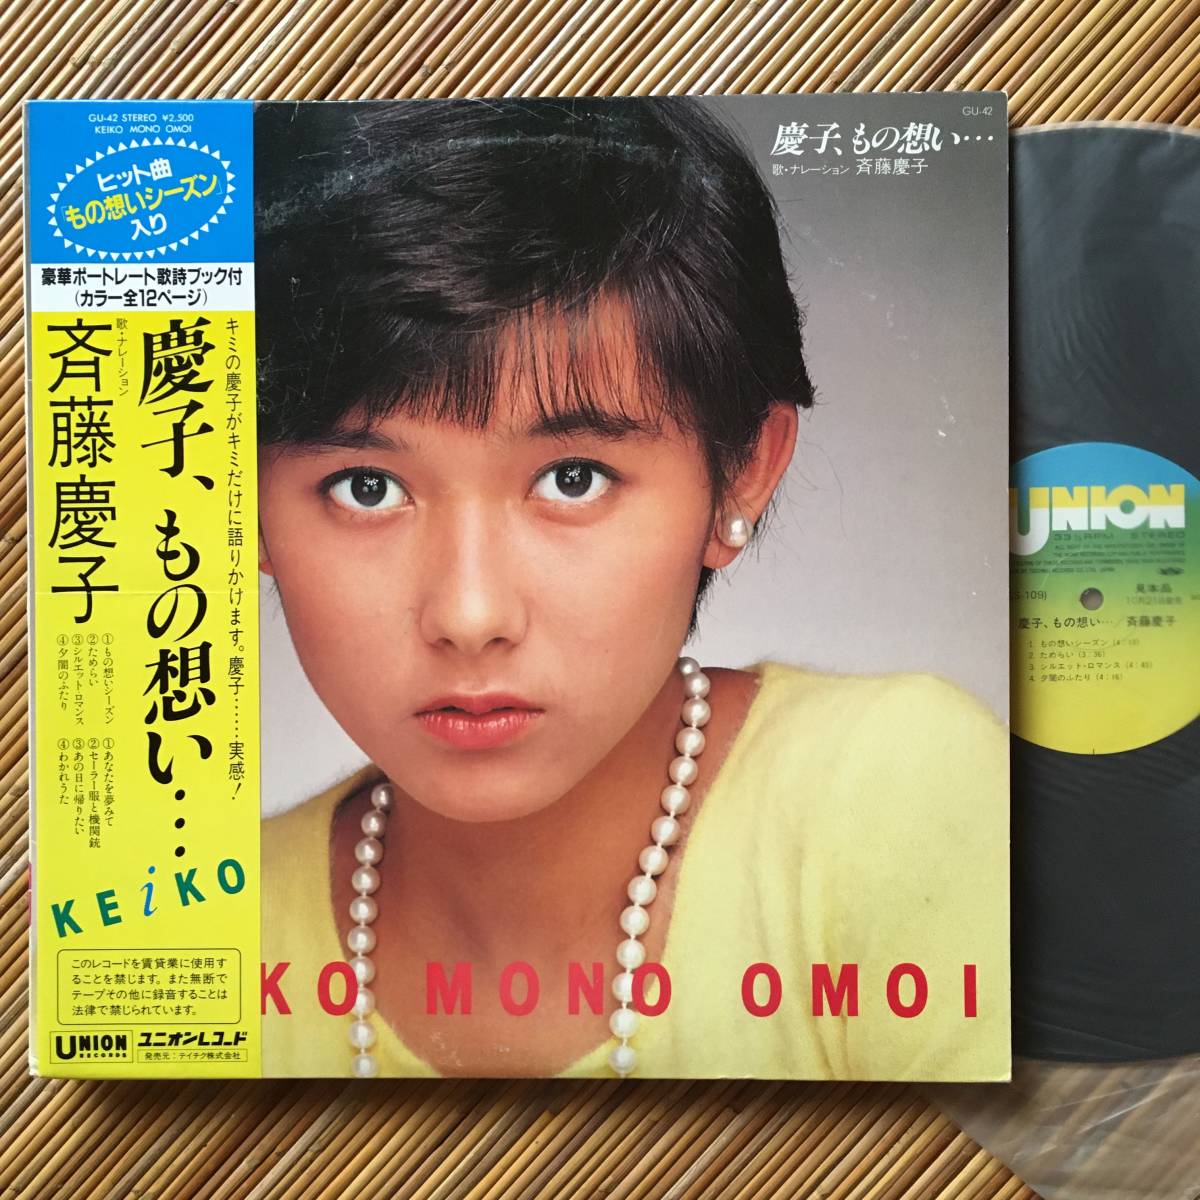 GU-42 STEREO ¥2,500
KEIKO MONO OMOI
ヒット曲
「もの想いシーズン」
入り
豪華ポートレート歌詩ブック付
(カラー全12ページ)
キミの慶子がキミだけに語りかけます。慶子……実感!
慶子、もの想い…
歌・ナレーション
斉藤慶子
①もの想いシーズン
②ためらい
③シルエット・ロマンス
④夕闇のふたり
①あなたを夢みて
②セーラー服と機関銃
③あの日に帰りたい
④わかれうた
KEiKO
このレコードを賃貸業に使用す
ることを禁じます。また無断で
テープその他に録音することは
法律で禁じられています。
UNION
RECORDS
ユニオンレコード
発売元:テイチク株式会社
GU-42
慶子、もの想い…
歌・ナレーション 斉藤慶子
KO MONO OMOI
UNION
33⅓RPM STEREO
S-109)
見本品
10月21日発売
慶子、もの想い…/斉藤慶子
1. もの想いシーズン (4:13)
2. ためらい (3:36)
3. シルエット・ロマンス (4:45)
4. 夕闇のふたり (4:16)